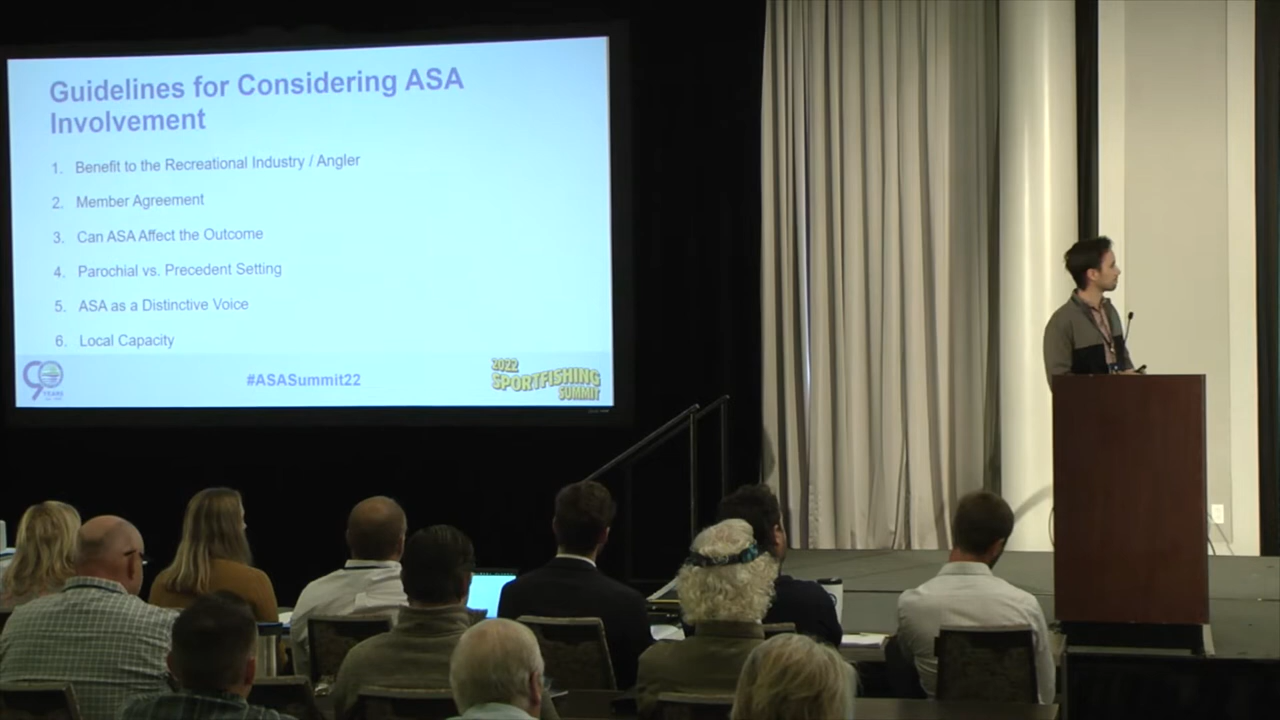 Guidelines for Considering ASA
Involvement
1. Benefit to the Recreational Industry / Angler
2. Member Agreement
3. Can ASA Affect the Outcome
4. Parochial vs. Precedent Setting
5. ASA as a Distinctive Voice
6. Local Capacity
90
YEARS
#ASASummit22
2022
SPORTFISHING
SUMMIT